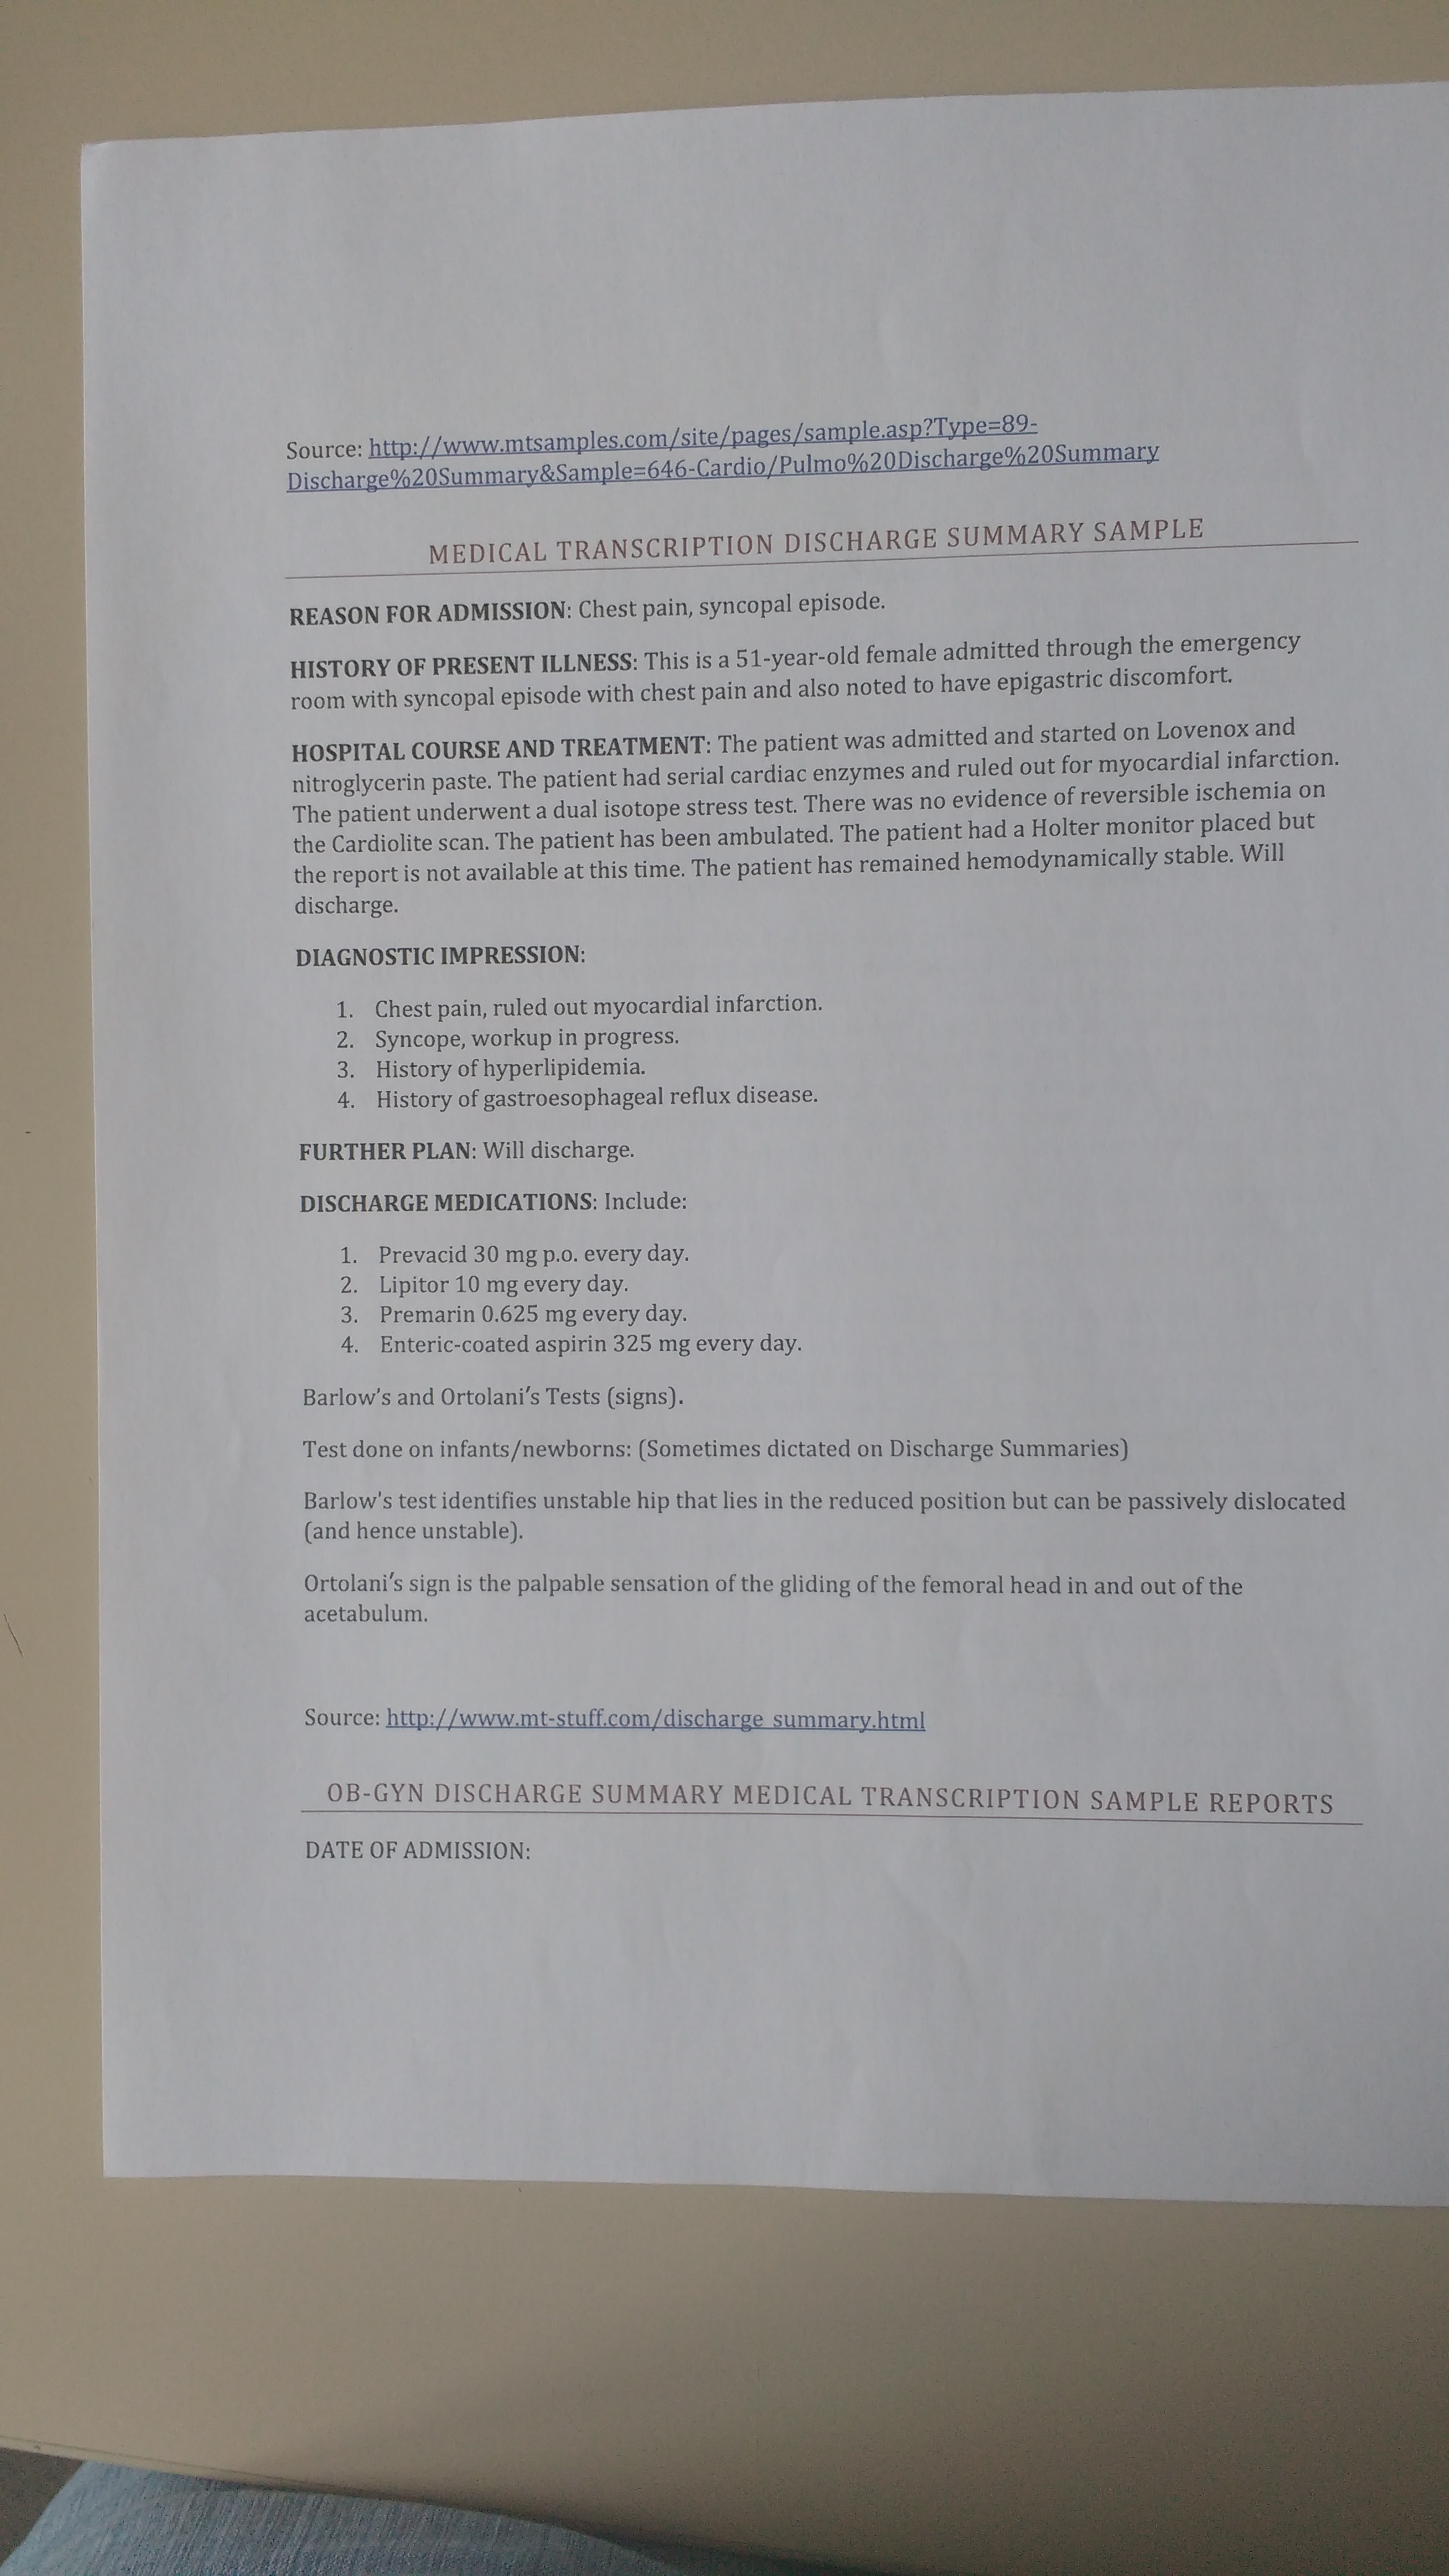 Source: http://www.mtsamples.com/site/pages/sample.asp?Type=89-
Discharge%20Summary&Sample=646-Cardio/Pulmo%20Discharge%20Summary
MEDICAL TRANSCRIPTION DISCHARGE SUMMARY SAMPLE
REASON FOR ADMISSION: Chest pain, syncopal episode.
HISTORY OF PRESENT ILLNESS: This is a 51-year-old female admitted through the emergency
room with syncopal episode with chest pain and also noted to have epigastric discomfort.
HOSPITAL COURSE AND TREATMENT: The patient was admitted and started on Lovenox and
nitroglycerin paste. The patient had serial cardiac enzymes and ruled out for myocardial infarction.
The patient underwent a dual isotope stress test. There was no evidence of reversible ischemia on
the Cardiolite scan. The patient has been ambulated. The patient had a Holter monitor placed but
the report is not available at this time. The patient has remained hemodynamically stable. Will
discharge.
DIAGNOSTIC IMPRESSION:
1. Chest pain, ruled out myocardial infarction.
2. Syncope, workup in progress.
3. History of hyperlipidemia.
4. History of gastroesophageal reflux disease.
FURTHER PLAN: Will discharge.
DISCHARGE MEDICATIONS: Include:
1. Prevacid 30 mg p.o. every day.
2. Lipitor 10 mg every day.
3. Premarin 0.625 mg every day.
4. Enteric-coated aspirin 325 mg every day.
Barlow's and Ortolani's Tests (signs).
Test done on infants/newborns: (Sometimes dictated on Discharge Summaries)
Barlow's test identifies unstable hip that lies in the reduced position but can be passively dislocated
(and hence unstable).
Ortolani's sign is the palpable sensation of the gliding of the femoral head in and out of the
acetabulum.
Source: http://www.mt-stuff.com/discharge_summary.html
OB-GYN DISCHARGE SUMMARY MEDICAL TRANSCRIPTION SAMPLE REPORTS
DATE OF ADMISSION: